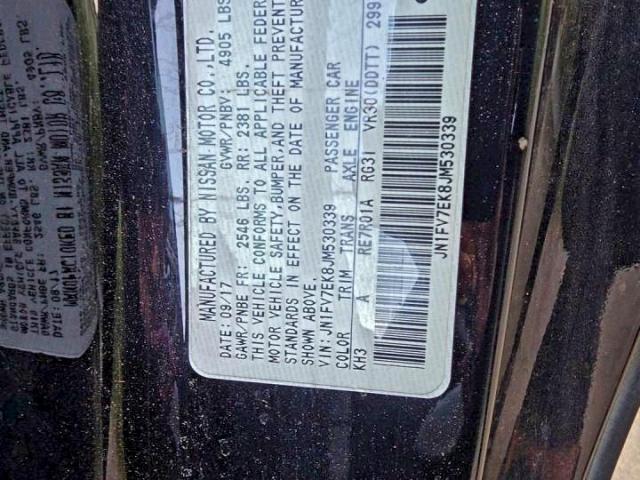 MANUFACTURED BY NISSAN MOTOR CO.,LTD.
DATE: 09/17 GVWR/PNBV: 4905 LBS
GAWR/PNBE FR: 2546 LBS. RR: 2381 LBS.
THIS VEHICLE CONFORMS TO ALL APPLICABLE FEDER
MOTOR VEHICLE SAFETY,BUMPER,AND THEFT PREVENT
STANDARDS IN EFFECT ON THE DATE OF MANUFACTUR
SHOWN ABOVE.
VIN: JN1FV7EK8JM530339 PASSENGER CAR
COLOR TRIM TRANS AXLE ENGINE
KH3 A RE7R01A RG31 VR30(DDTT) 299
JN1FV7EK8JM530339